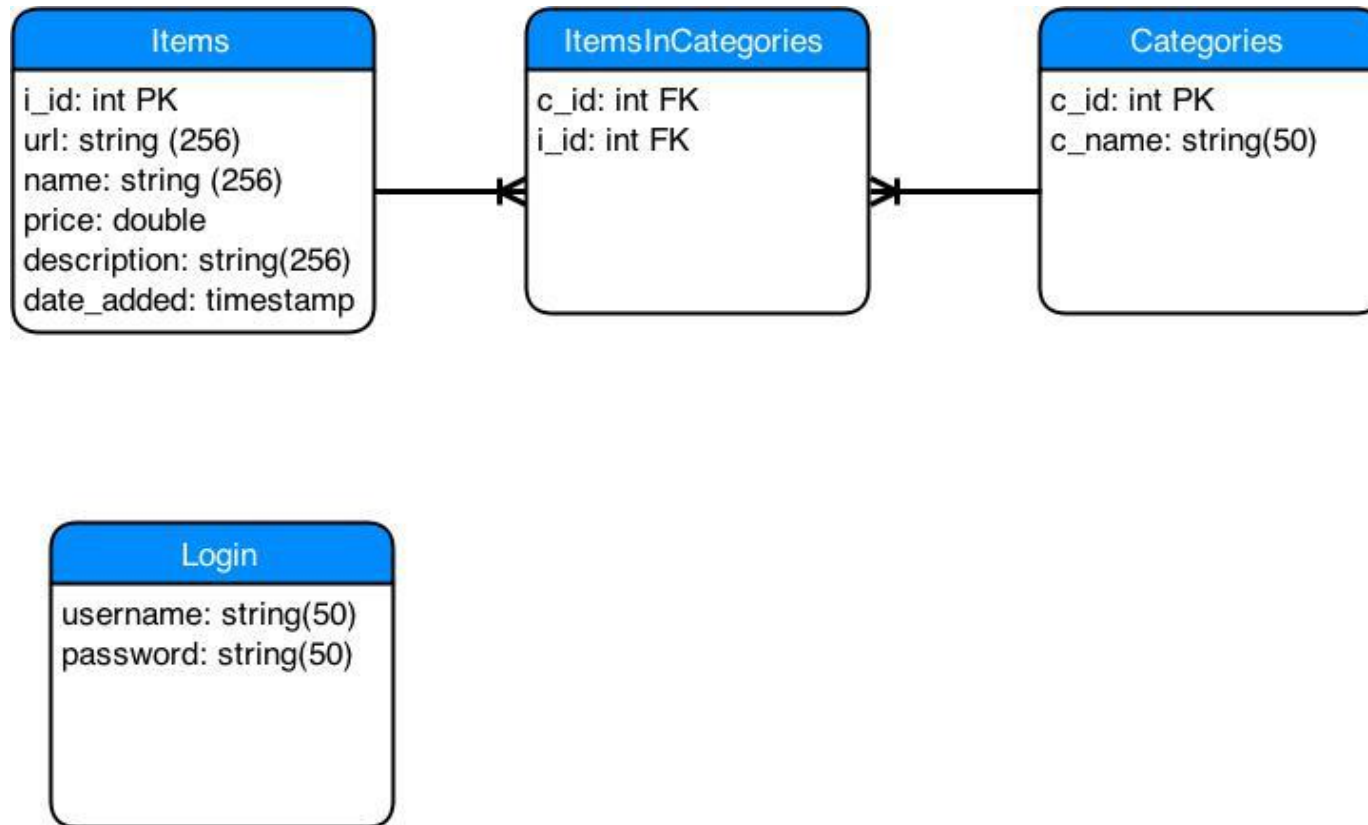 Items
i_id: int PK
url: string (256)
name: string (256)
price: double
description: string(256)
date_added: timestamp
ItemsInCategories
c_id: int FK
i_id: int FK
Categories
c_id: int PK
c_name: string(50)
Login
username: string(50)
password: string(50)